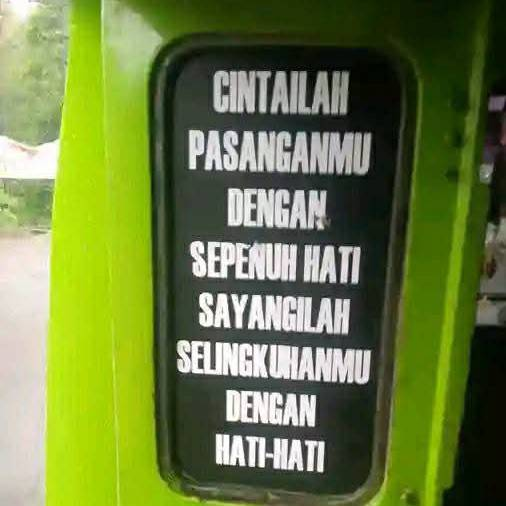 CINTAILAH
PASANGANMU
DENGAN
SEPENUH HATI
SAYANGILAH
SELINGKUHANMU
DENGAN
HATI-HATI